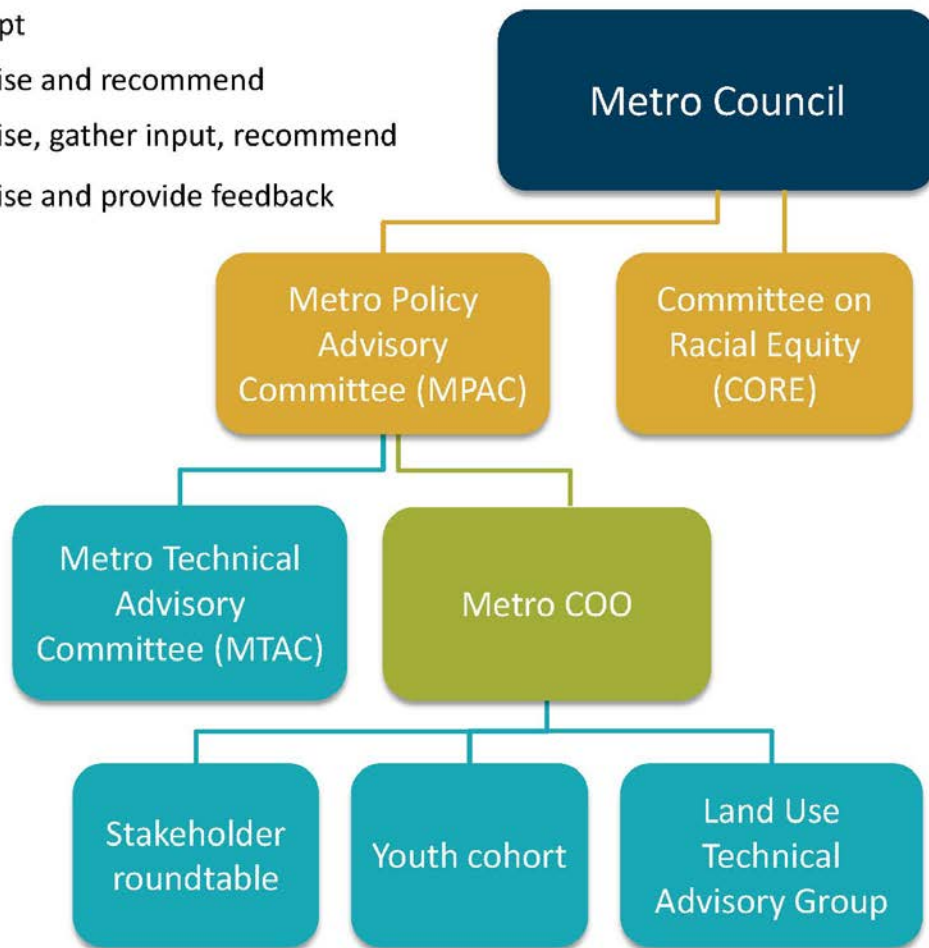 pt
ise and recommend
ise, gather input, recommend
ise and provide feedback
Metro Council
Metro Policy
Advisory
Committee (MPAC)
Committee on
Racial Equity
(CORE)
Metro Technical
Advisory
Committee (MTAC)
Metro COO
Stakeholder
roundtable
Youth cohort
Land Use
Technical
Advisory Group